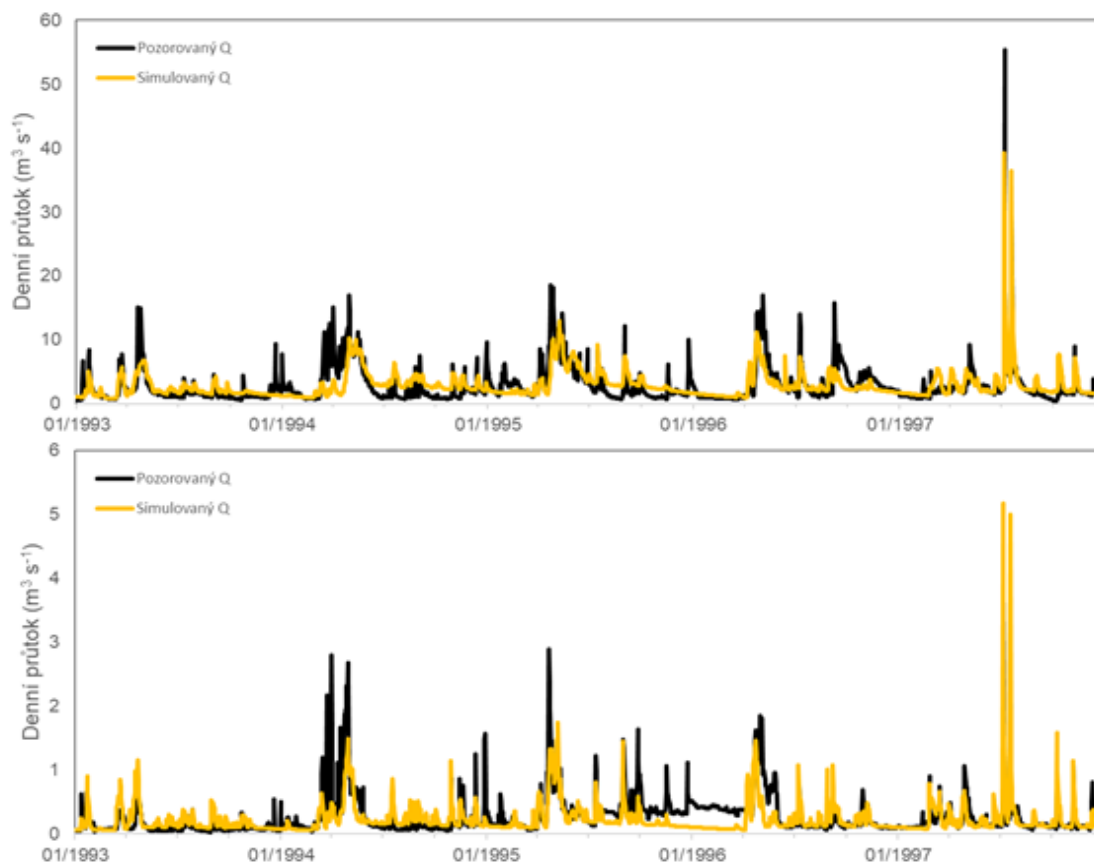 60
50
40
30
20
10
0
Denní průtok (m³ s⁻¹)
Pozorovaný Q
Simulovaný Q
01/1993 01/1994 01/1995 01/1996 01/1997
6
5
4
3
2
1
0
Denní průtok (m³ s⁻¹)
Pozorovaný Q
Simulovaný Q
01/1993 01/1994 01/1995 01/1996 01/1997